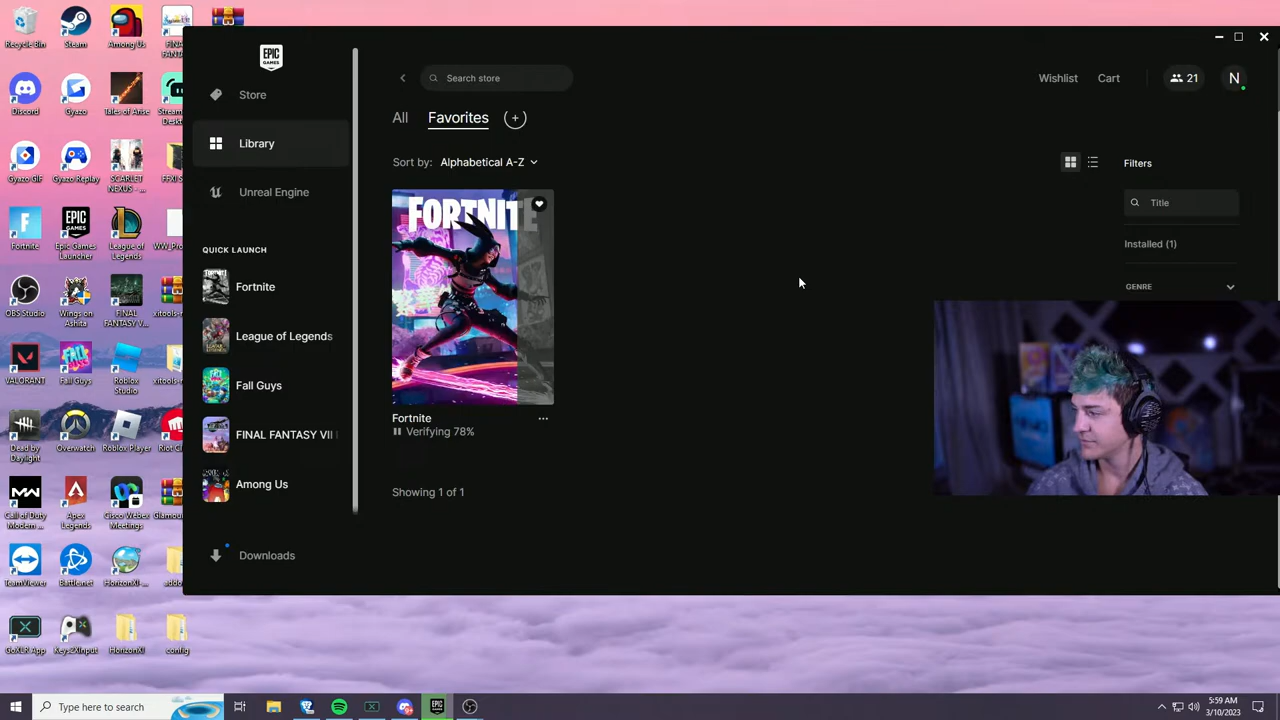 Recycle Bin
Steam
Among Us
Discord
Gyazo
Tales of Arise
Gyazo GIF
Gyazo Replay
SCARLET NEXUS - ...
Fortnite
Epic Games Launcher
League of Legends
OBS Studio
Wings on Ashita
FINAL FANTASY V...
VALORANT
Fall Guys
Roblox Studio
Dead by Daylight
Overwatch
Roblox Player
Call of Duty Modern ...
Apex Legends
Cisco Webex Meetings
TeamViewer
Battle.net
HorizonXI-...
GoXLR App
Key2XInput
HorizonXI
config
EPIC GAMES
Store
Library
Unreal Engine
QUICK LAUNCH
Fortnite
League of Legends
Fall Guys
FINAL FANTASY VII
Among Us
Downloads
Search store
Wishlist
Cart
21
N
All
Favorites
Sort by: Alphabetical A-Z
FORTNITE
Fortnite
Verifying 78%
Showing 1 of 1
Filters
Title
Installed (1)
GENRE
Type here to search
5:59 AM
3/10/2023